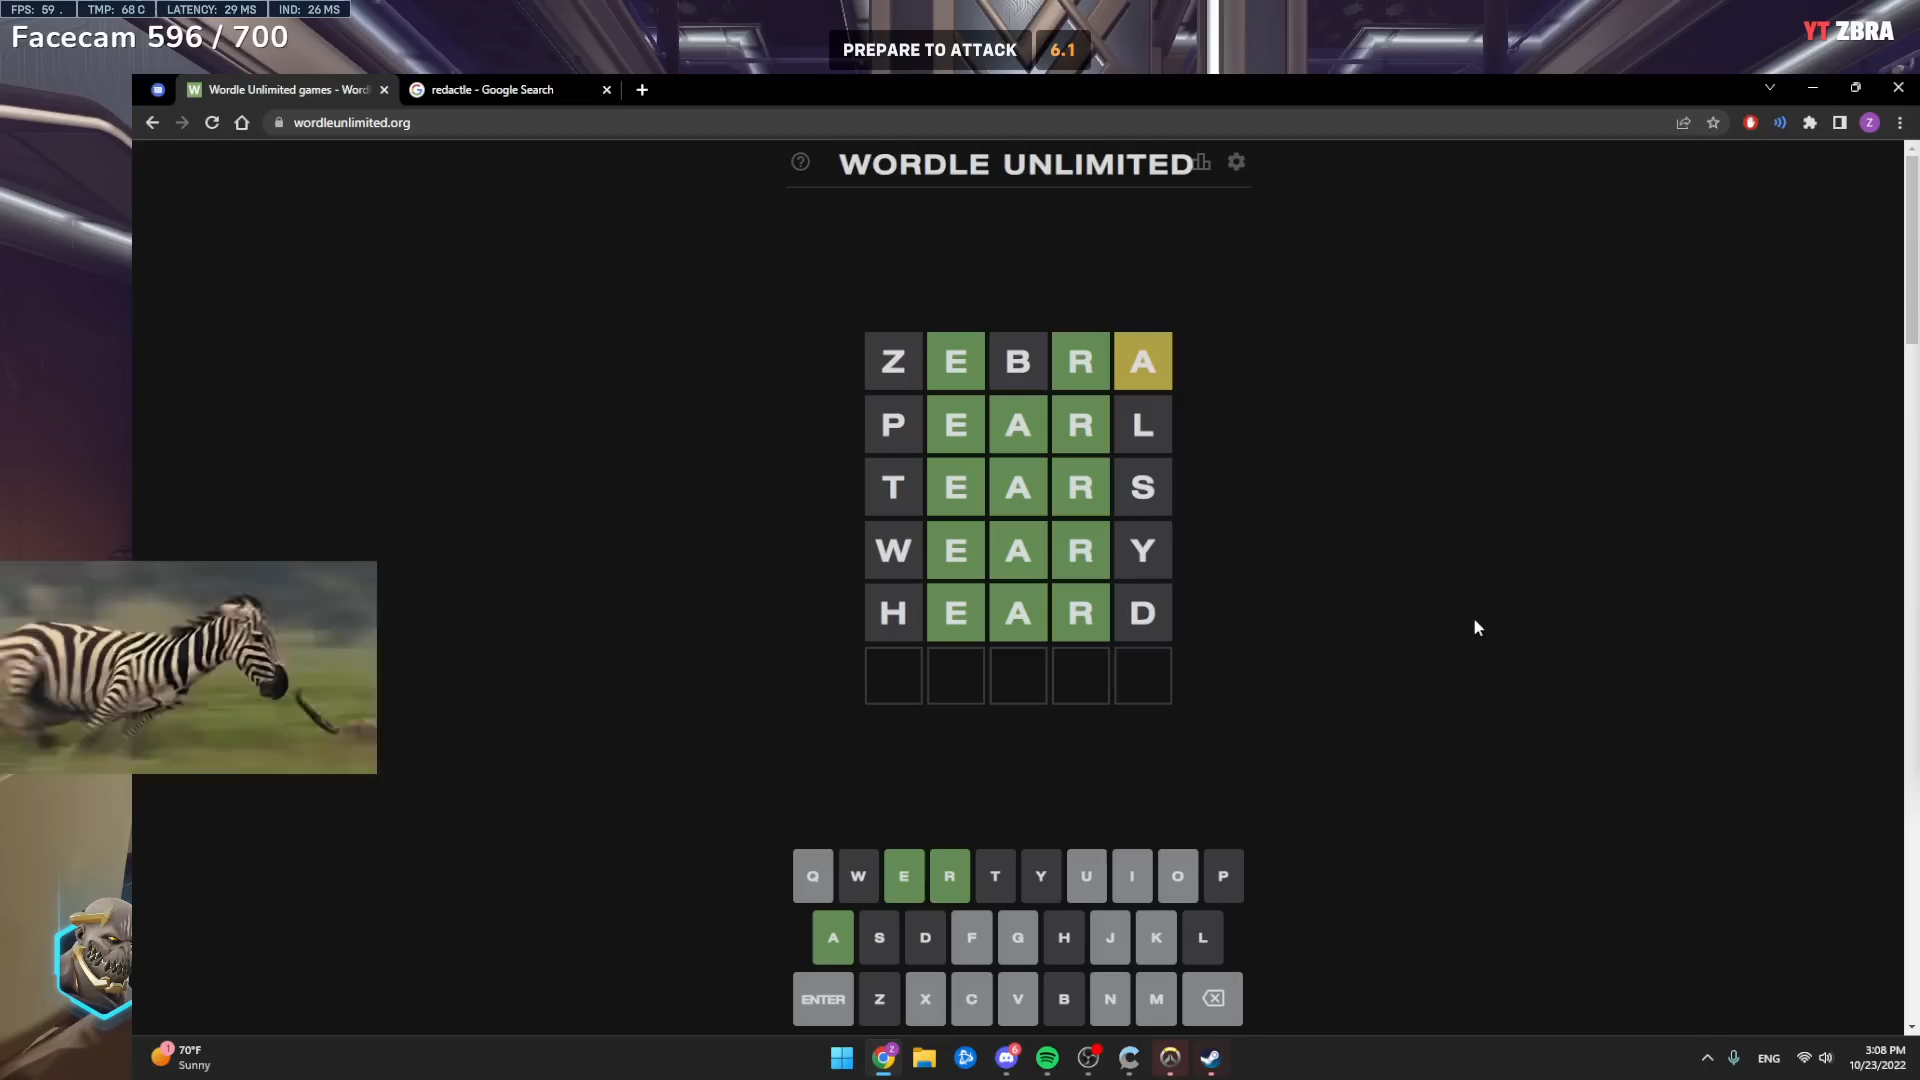 FPS: 59 .
TMP: 68 C
LATENCY: 29 MS
IND: 26 MS
Facecam 596 / 700
PREPARE TO ATTACK
6.1
YT ZBRA
Wordle Unlimited games - Word
redactle - Google Search
wordleunlimited.org
Z
WORDLE UNLIMITED
Z E B R A
P E A R L
T E A R S
W E A R Y
H E A R D
Q W E R T Y U I O P
A S D F G H J K L
ENTER Z X C V B N M
1
70°F
Sunny
Z
6
ENG
3:08 PM
10/23/2022